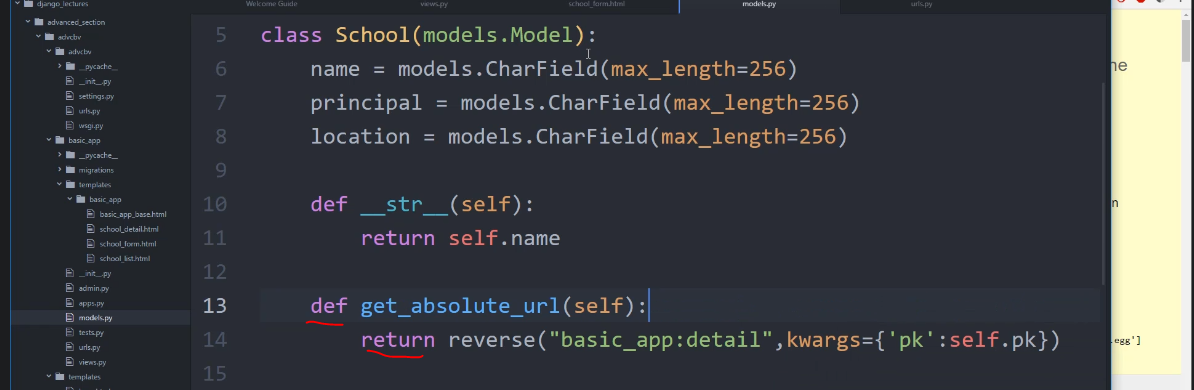 django_lectures
advanced_section
advcbv
advcbv
__pycache__
__init__.py
settings.py
urls.py
wsgi.py
basic_app
__pycache__
migrations
templates
basic_app
basic_app_base.html
school_detail.html
school_form.html
school_list.html
__init__.py
admin.py
apps.py
models.py
tests.py
urls.py
views.py
templates
Welcome Guide views.py school_form.html models.py urls.py
5 class School(models.Model):
6 name = models.CharField(max_length=256)
7 principal = models.CharField(max_length=256)
8 location = models.CharField(max_length=256)
9
10 def __str__(self):
11 return self.name
12
13 def get_absolute_url(self):
14 return reverse("basic_app:detail",kwargs={'pk':self.pk})
15
.egg']